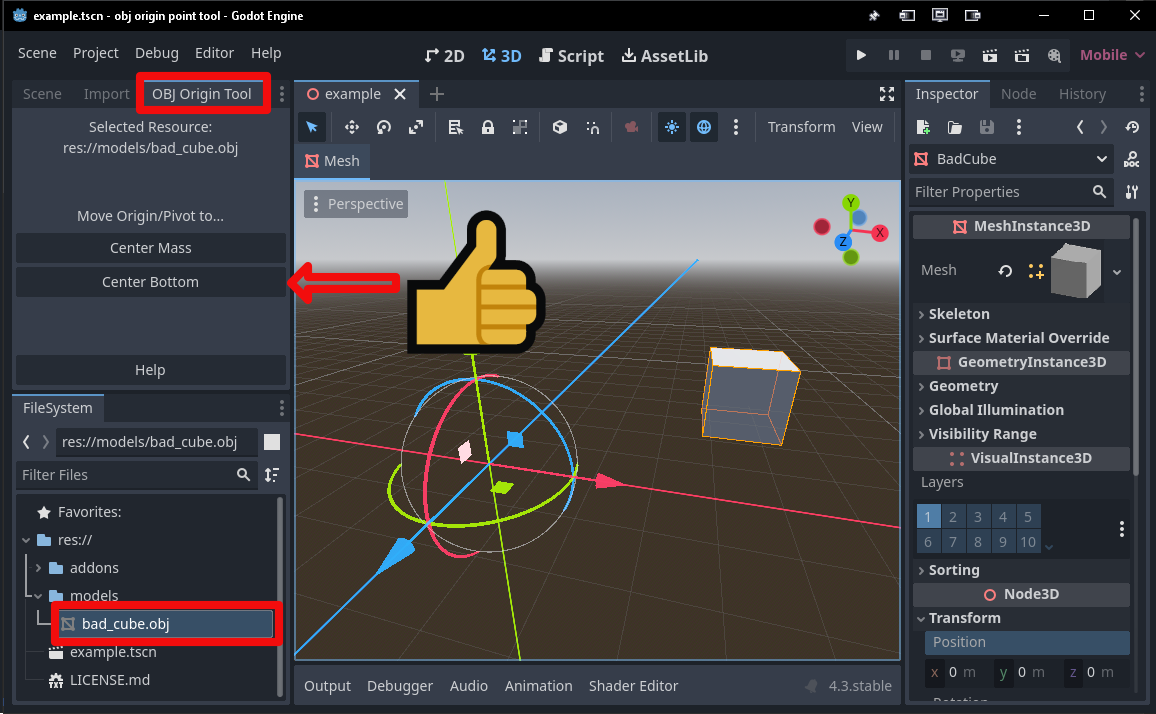 example.tscn - obj origin point tool - Godot Engine
Scene Project Debug Editor Help
2D 3D Script AssetLib
Mobile
Scene Import OBJ Origin Tool
Selected Resource:
res://models/bad_cube.obj
Move Origin/Pivot to...
Center Mass
Center Bottom
Help
FileSystem
res://models/bad_cube.obj
Filter Files
Favorites:
res://
addons
models
bad_cube.obj
example.tscn
LICENSE.md
example
Transform View
Mesh
Perspective
Y
X
Z
Output Debugger Audio Animation Shader Editor 4.3.stable
Inspector Node History
BadCube
Filter Properties
MeshInstance3D
Mesh
Skeleton
Surface Material Override
GeometryInstance3D
Geometry
Global Illumination
Visibility Range
VisualInstance3D
Layers
1 2 3 4 5
6 7 8 9 10
Sorting
Node3D
Transform
Position
x 0 m y 0 m z 0 m